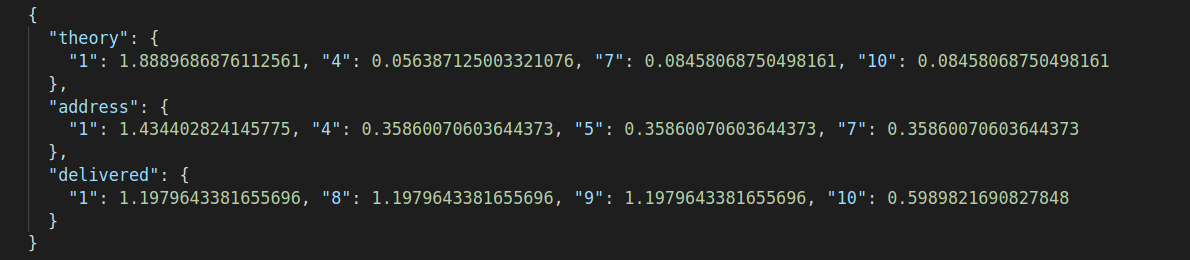 {
"theory": {
"1": 1.8889686876112561, "4": 0.056387125003321076, "7": 0.08458068750498161, "10": 0.08458068750498161
},
"address": {
"1": 1.434402824145775, "4": 0.35860070603644373, "5": 0.35860070603644373, "7": 0.35860070603644373
},
"delivered": {
"1": 1.1979643381655696, "8": 1.1979643381655696, "9": 1.1979643381655696, "10": 0.5989821690827848
}
}